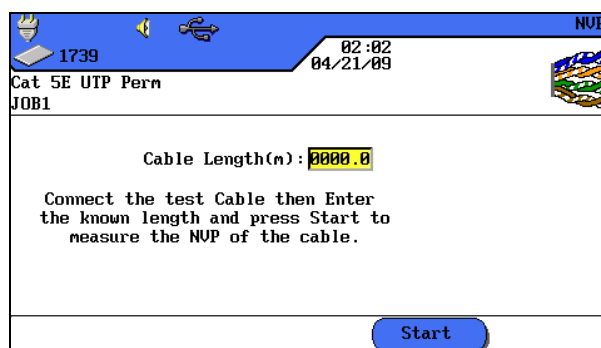 NVP
1739
02:02
04/21/09
Cat 5E UTP Perm
JOB1
Cable Length(m): 0000.0
Connect the test Cable then Enter
the known length and press Start to
measure the NVP of the cable.
Start